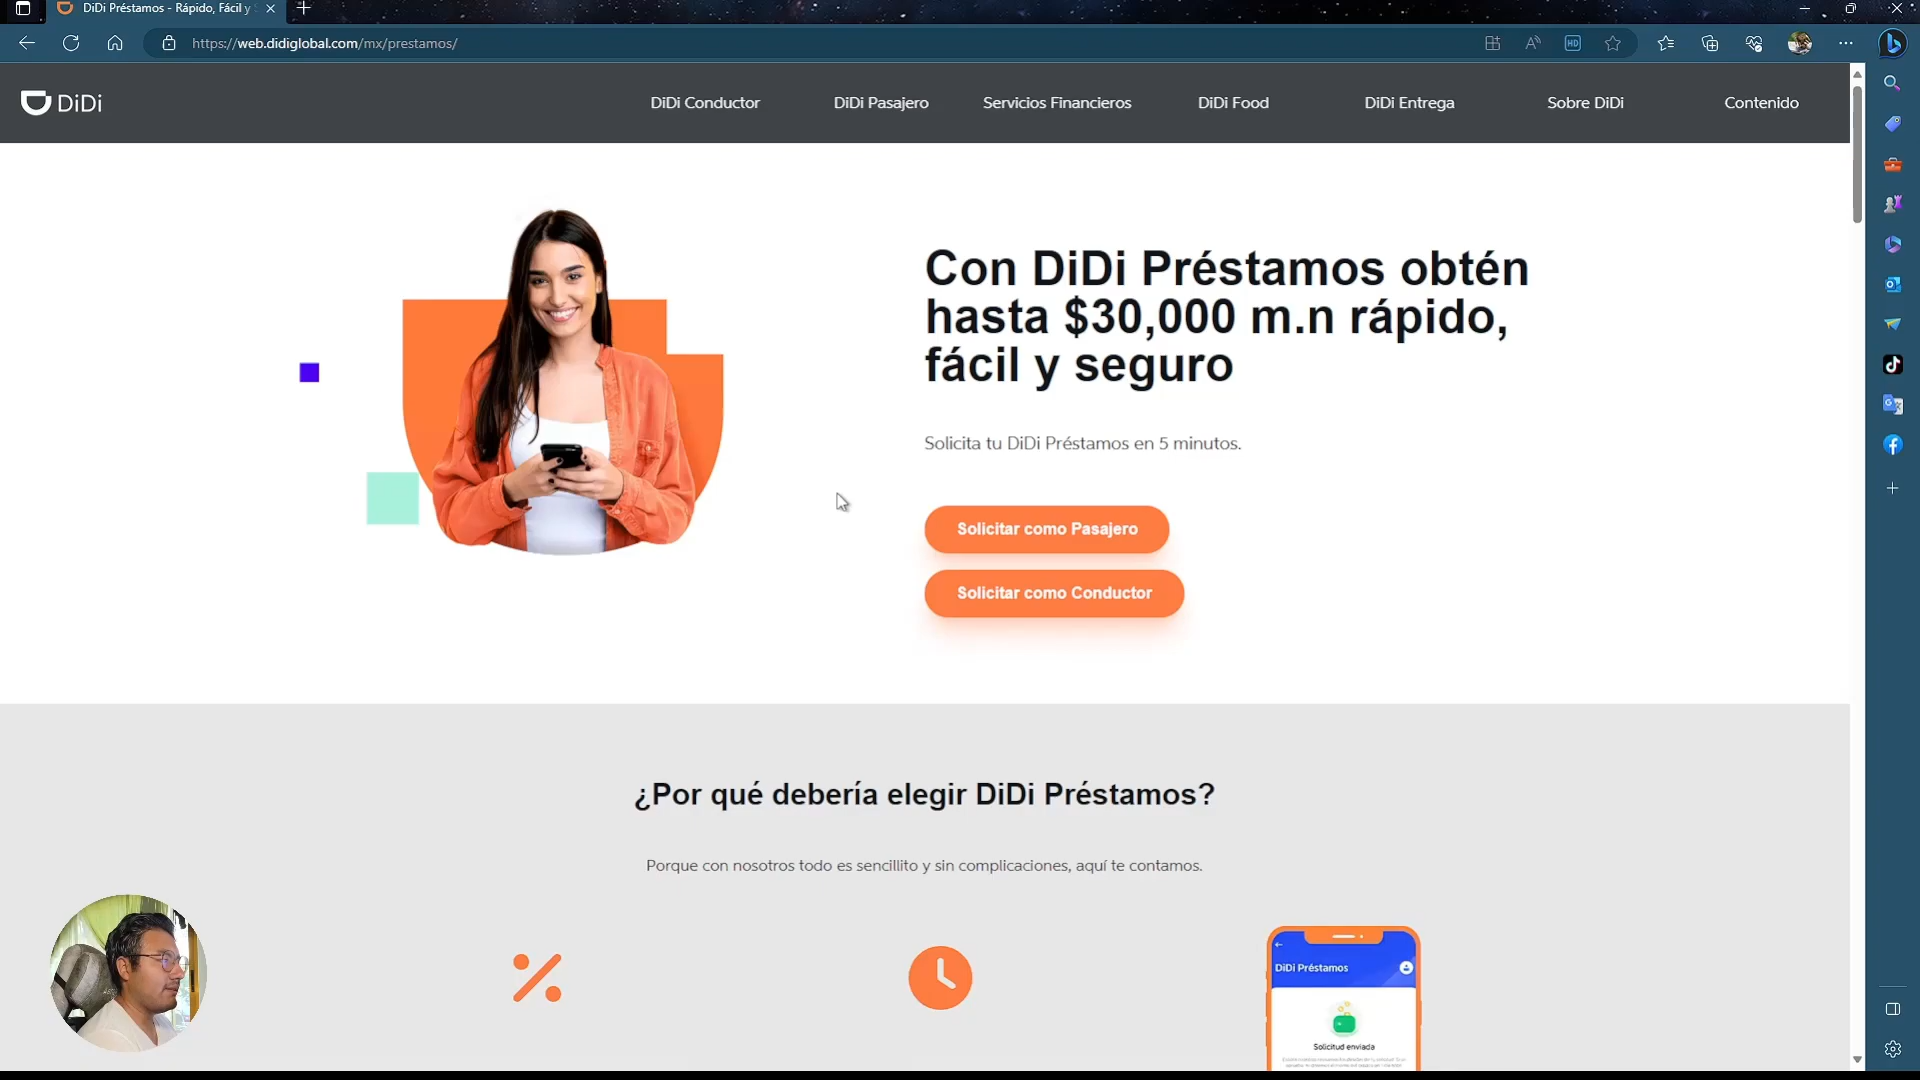 DiDi Préstamos - Rápido, Fácil y
https://web.didiglobal.com/mx/prestamos/
DiDi
DiDi Conductor
DiDi Pasajero
Servicios Financieros
DiDi Food
DiDi Entrega
Sobre DiDi
Contenido
Con DiDi Préstamos obtén
hasta $30,000 m.n rápido,
fácil y seguro
Solicita tu DiDi Préstamos en 5 minutos.
Solicitar como Pasajero
Solicitar como Conductor
¿Por qué debería elegir DiDi Préstamos?
Porque con nosotros todo es sencillito y sin complicaciones, aquí te contamos.
DiDi Préstamos
Solicitud enviada